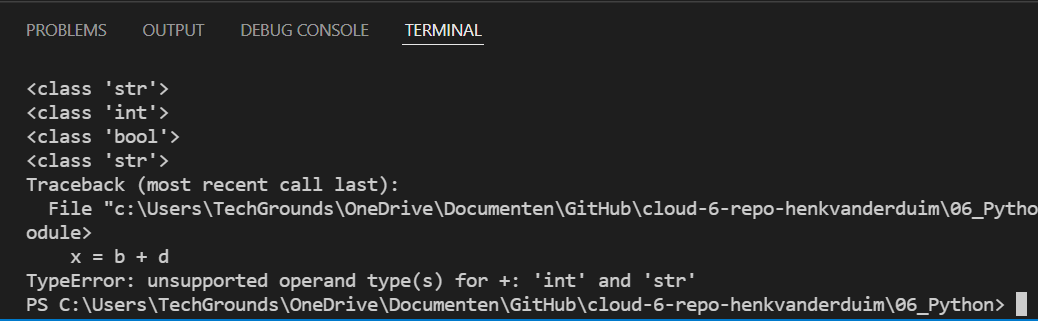 PROBLEMS OUTPUT DEBUG CONSOLE TERMINAL
<class 'str'>
<class 'int'>
<class 'bool'>
<class 'str'>
Traceback (most recent call last):
  File "c:\Users\TechGrounds\OneDrive\Documenten\GitHub\cloud-6-repo-henkvanderduim\06_Pytho
odule>
    x = b + d
TypeError: unsupported operand type(s) for +: 'int' and 'str'
PS C:\Users\TechGrounds\OneDrive\Documenten\GitHub\cloud-6-repo-henkvanderduim\06_Python>